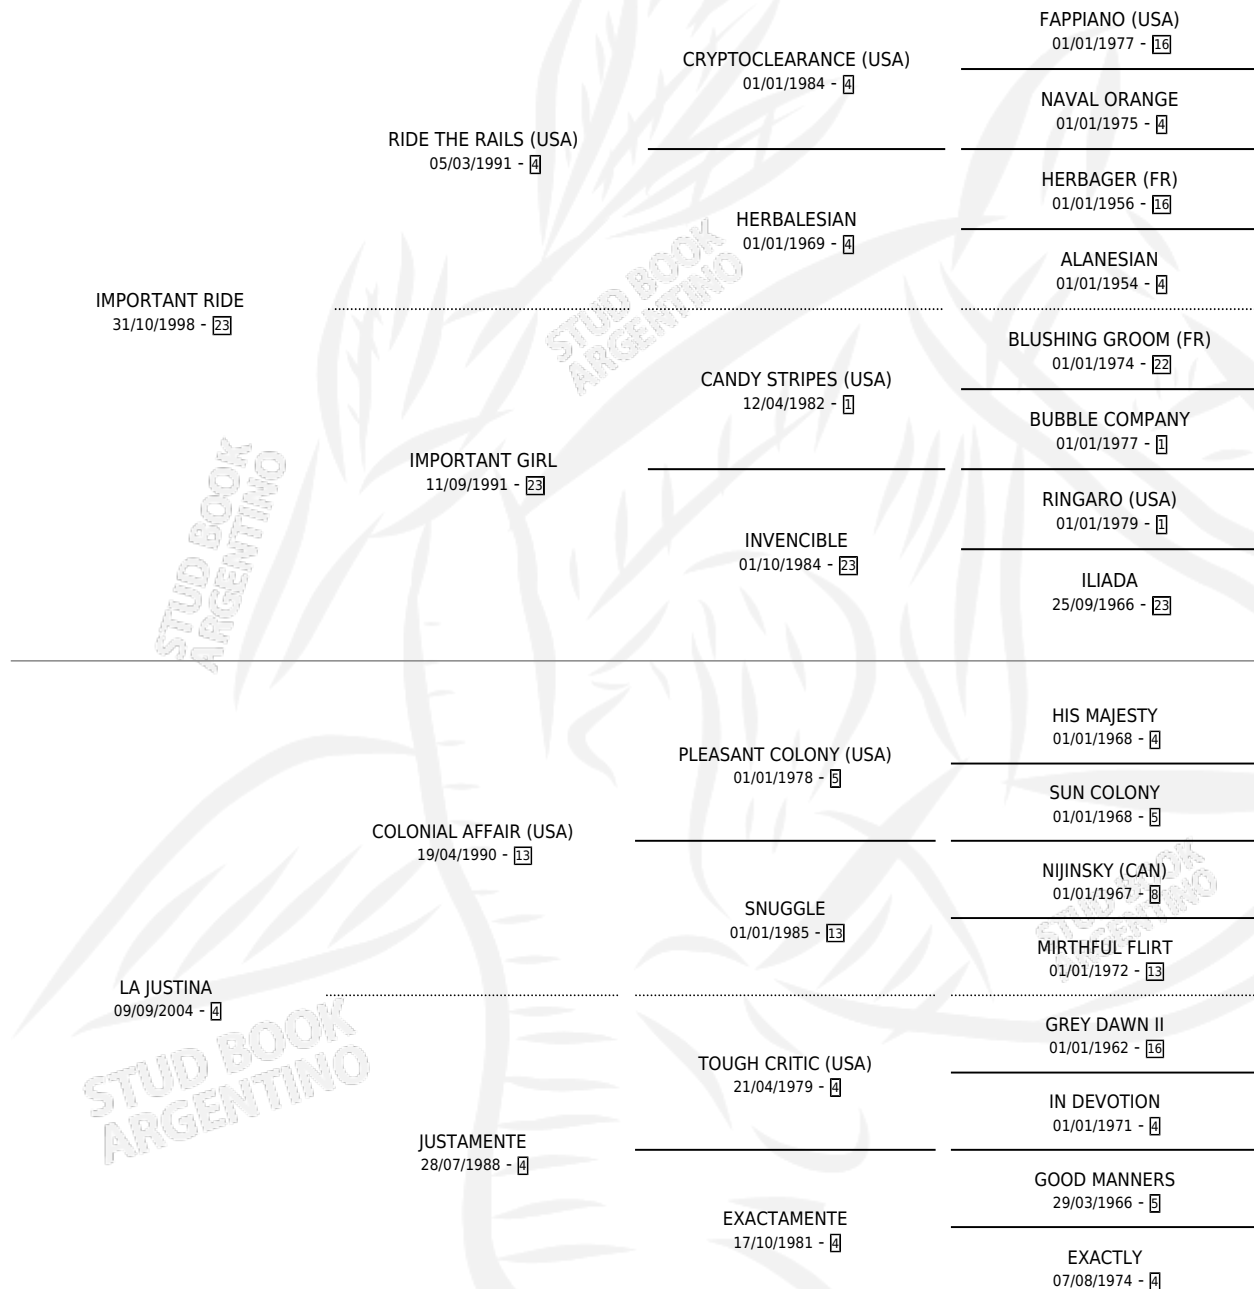 FAPPIANO (USA)
01/01/1977 - 16
CRYPTOCLEARANCE (USA)
01/01/1984 - 4
NAVAL ORANGE
01/01/1975 - 4
RIDE THE RAILS (USA)
05/03/1991 - 4
HERBAGER (FR)
01/01/1956 - 16
HERBALESIAN
01/01/1969 - 4
ALANESIAN
01/01/1954 - 4
IMPORTANT RIDE
31/10/1998 - 23
BLUSHING GROOM (FR)
01/01/1974 - 22
CANDY STRIPES (USA)
12/04/1982 - 1
BUBBLE COMPANY
01/01/1977 - 1
IMPORTANT GIRL
11/09/1991 - 23
RINGARO (USA)
01/01/1979 - 1
INVENCIBLE
01/10/1984 - 23
ILIADA
25/09/1966 - 23
HIS MAJESTY
01/01/1968 - 4
PLEASANT COLONY (USA)
01/01/1978 - 5
SUN COLONY
01/01/1968 - 5
COLONIAL AFFAIR (USA)
19/04/1990 - 13
NIJINSKY (CAN)
01/01/1967 - 8
SNUGGLE
01/01/1985 - 13
MIRTHFUL FLIRT
01/01/1972 - 13
LA JUSTINA
09/09/2004 - 4
GREY DAWN II
01/01/1962 - 16
TOUGH CRITIC (USA)
21/04/1979 - 4
IN DEVOTION
01/01/1971 - 4
JUSTAMENTE
28/07/1988 - 4
GOOD MANNERS
29/03/1966 - 5
EXACTAMENTE
17/10/1981 - 4
EXACTLY
07/08/1974 - 4
STUD BOOK
ARGENTINO
STUD BOOK
ARGENTINO
STUD BOOK
ARGENTINO
STUD BOOK
ARGENTINO